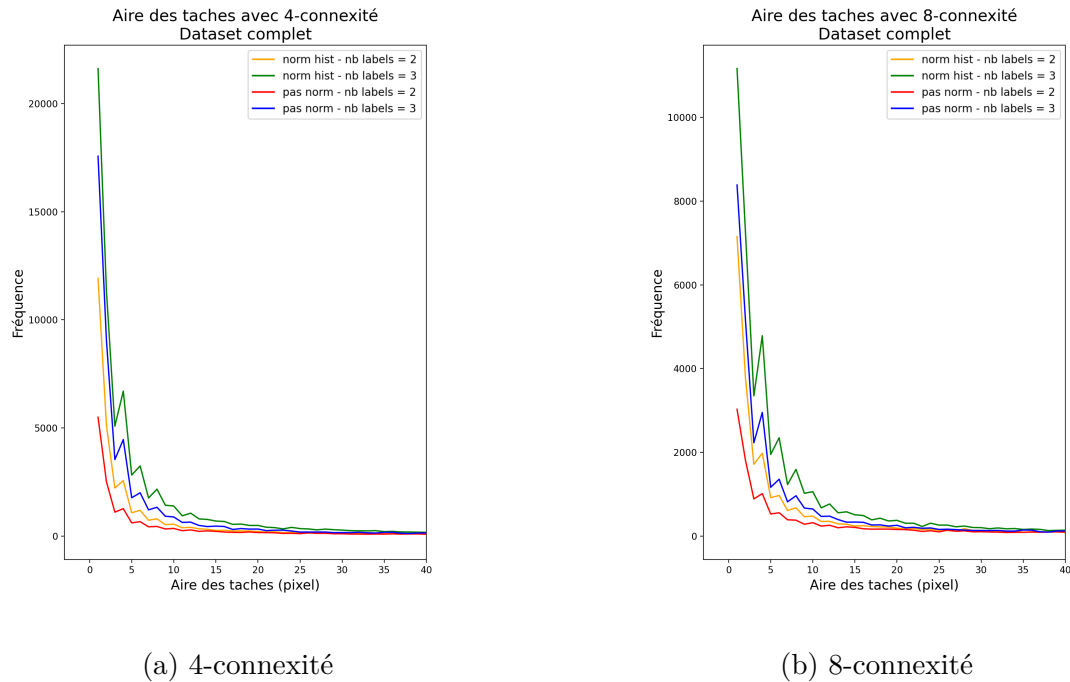 Aire des taches avec 4-connexité
Dataset complet
norm hist - nb labels = 2
norm hist - nb labels = 3
pas norm - nb labels = 2
pas norm - nb labels = 3
20000
15000
10000
5000
0
Fréquence
0 5 10 15 20 25 30 35 40
Aire des taches (pixel)
(a) 4-connexité
Aire des taches avec 8-connexité
Dataset complet
norm hist - nb labels = 2
norm hist - nb labels = 3
pas norm - nb labels = 2
pas norm - nb labels = 3
10000
8000
6000
4000
2000
0
Fréquence
0 5 10 15 20 25 30 35 40
Aire des taches (pixel)
(b) 8-connexité